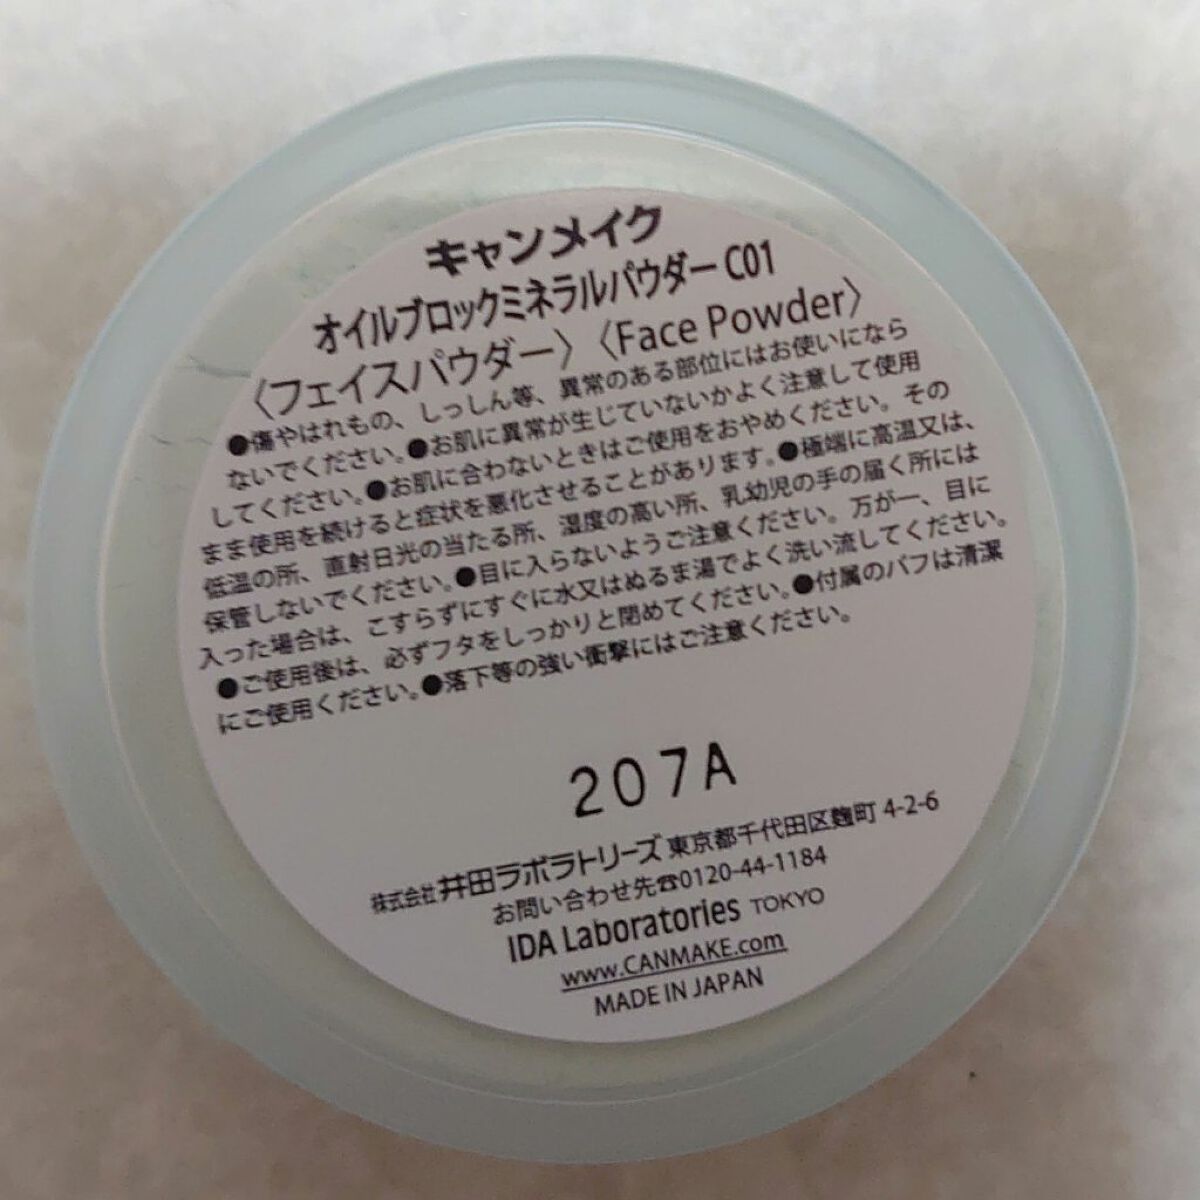 キャンメイク
オイルブロックミネラルパウダー C01
〈フェイスパウダー〉〈Face Powder〉
●傷やはれもの、しっしん等、異常のある部位にはお使いになら
ないでください。●お肌に異常が生じていないかよく注意して使用
してください。●お肌に合わないときはご使用をおやめください。その
まま使用を続けると症状を悪化させることがあります。●極端に高温又は、
低温の所、直射日光の当たる所、湿度の高い所、乳幼児の手の届く所には
保管しないでください。●目に入らないようご注意ください。万が一、目に
入った場合は、こすらずにすぐに水又はぬるま湯でよく洗い流してください。
●ご使用後は、必ずフタをしっかりと閉めてください。●付属のパフは清潔
にご使用ください。●落下等の強い衝撃にはご注意ください。
207A
株式会社 井田ラボラトリーズ 東京都千代田区麹町 4-2-6
お問い合わせ先☎0120-44-1184
IDA Laboratories TOKYO
www.CANMAKE.com
MADE IN JAPAN